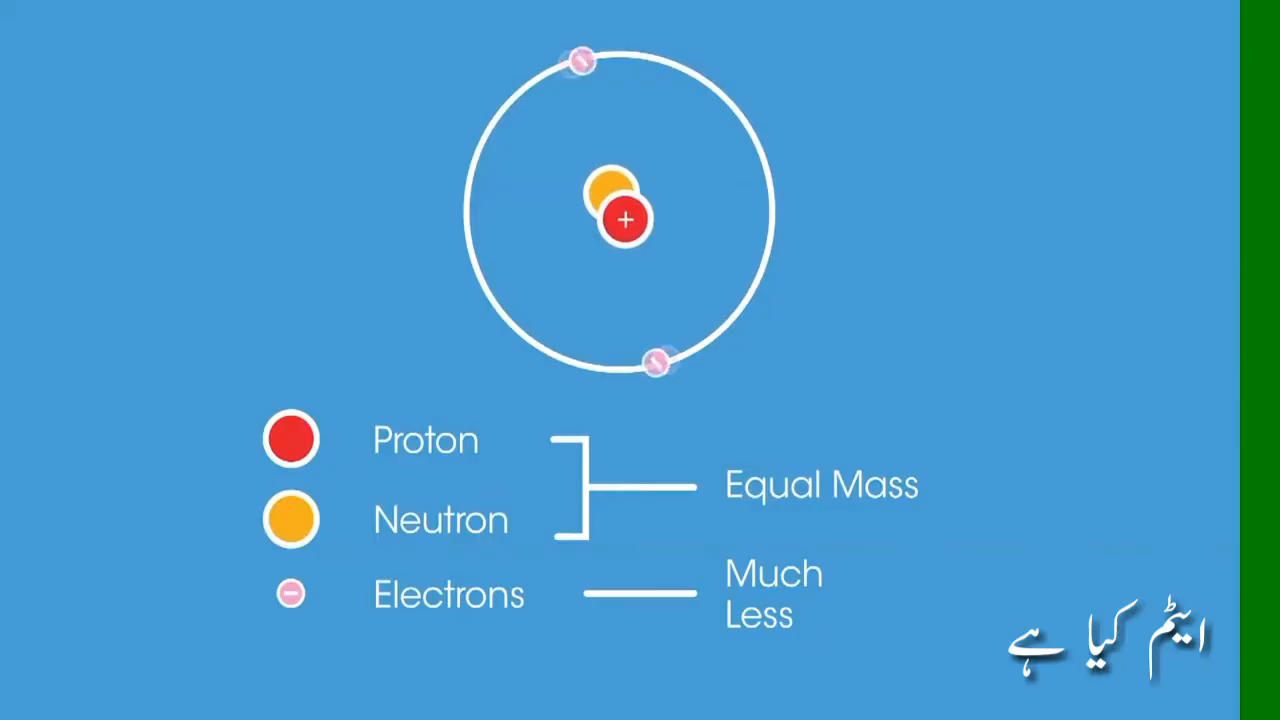 +
Proton
Neutron
Equal Mass
Electrons
Much
Less
ایٹم کیا ہے